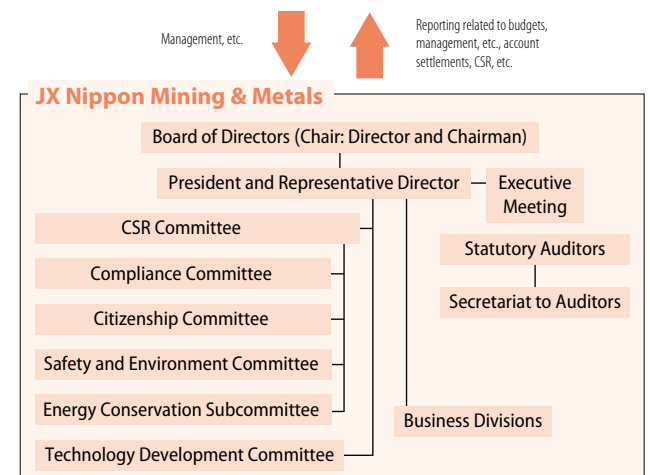 Management, etc.
Reporting related to budgets,
management, etc., account
settlements, CSR, etc.
JX Nippon Mining & Metals
Board of Directors (Chair: Director and Chairman)
President and Representative Director
Executive
Meeting
CSR Committee
Statutory Auditors
Compliance Committee
Secretariat to Auditors
Citizenship Committee
Safety and Environment Committee
Energy Conservation Subcommittee
Business Divisions
Technology Development Committee